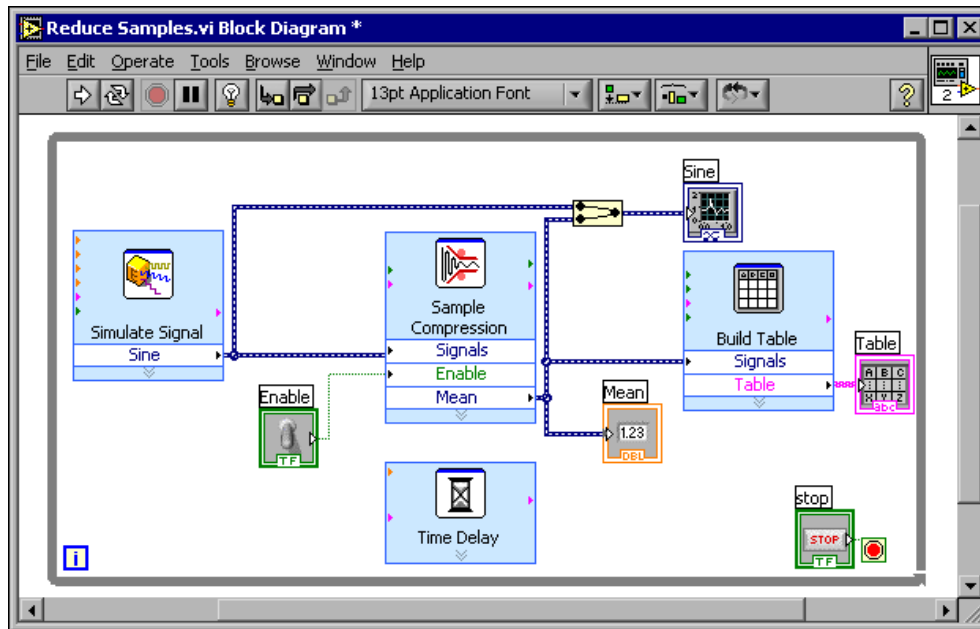 Reduce Samples.vi Block Diagram *
File Edit Operate Tools Browse Window Help
13pt Application Font
2
Sine
Simulate Signal
Sine
Sample
Compression
Signals
Enable
Mean
Build Table
Signals
Table
Table
A B C
X Y Z
abc
Enable
TF
Mean
1.23
DBL
Time Delay
stop
STOP
TF
i